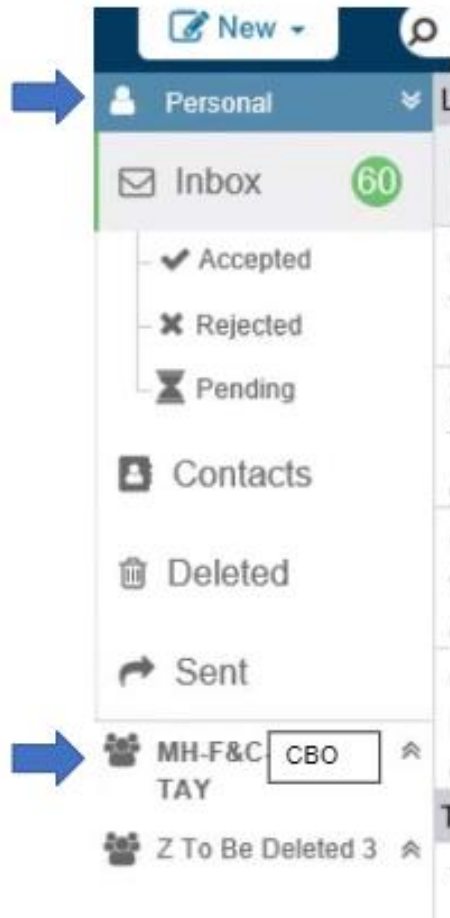 New
Personal
Inbox 60
Accepted
Rejected
Pending
Contacts
Deleted
Sent
MH-F&C- CBO
TAY
Z To Be Deleted 3